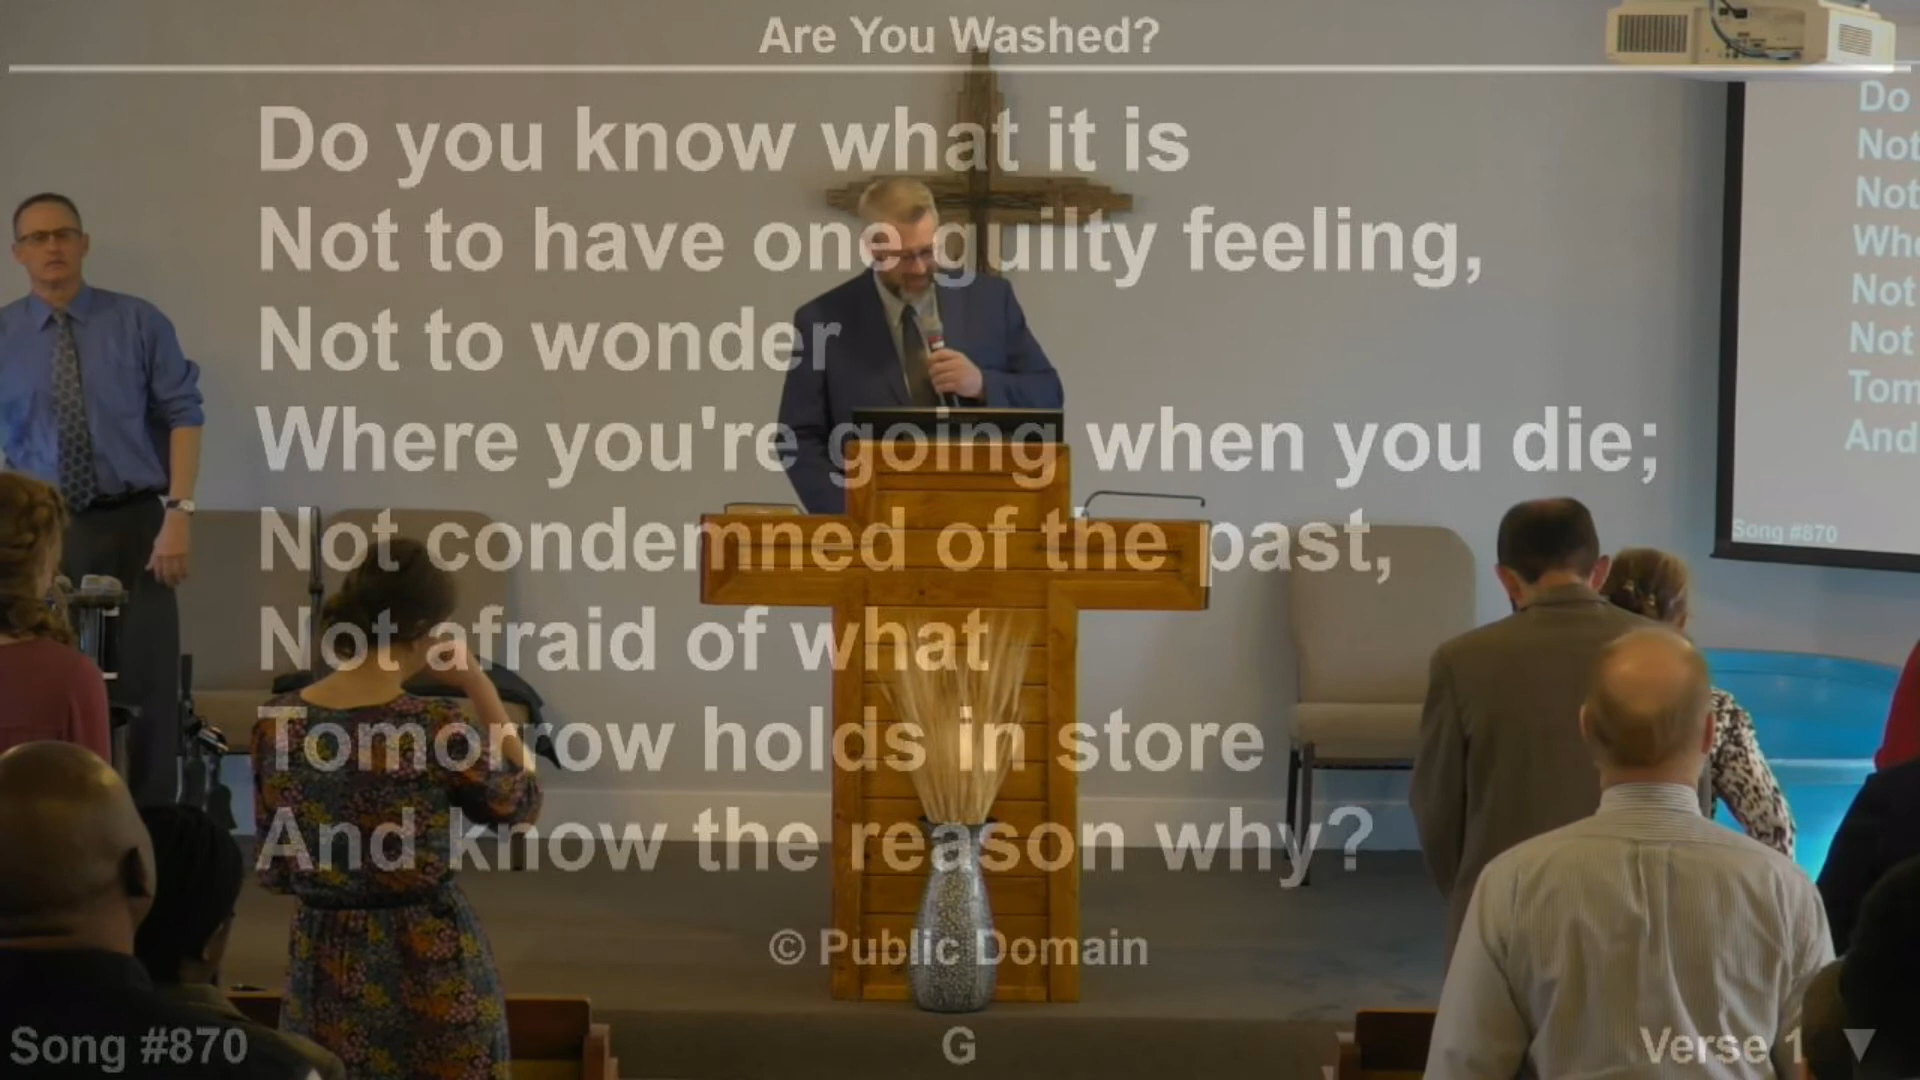 Are You Washed?
Do you know what it is
Not to have one guilty feeling,
Not to wonder
Where you're going when you die;
Not condemned of the past,
Not afraid of what
Tomorrow holds in store
And know the reason why?
© Public Domain
Song #870
G
Verse 1
Do
Not
Not
Whe
Not
Not
Tom
And
Song #870